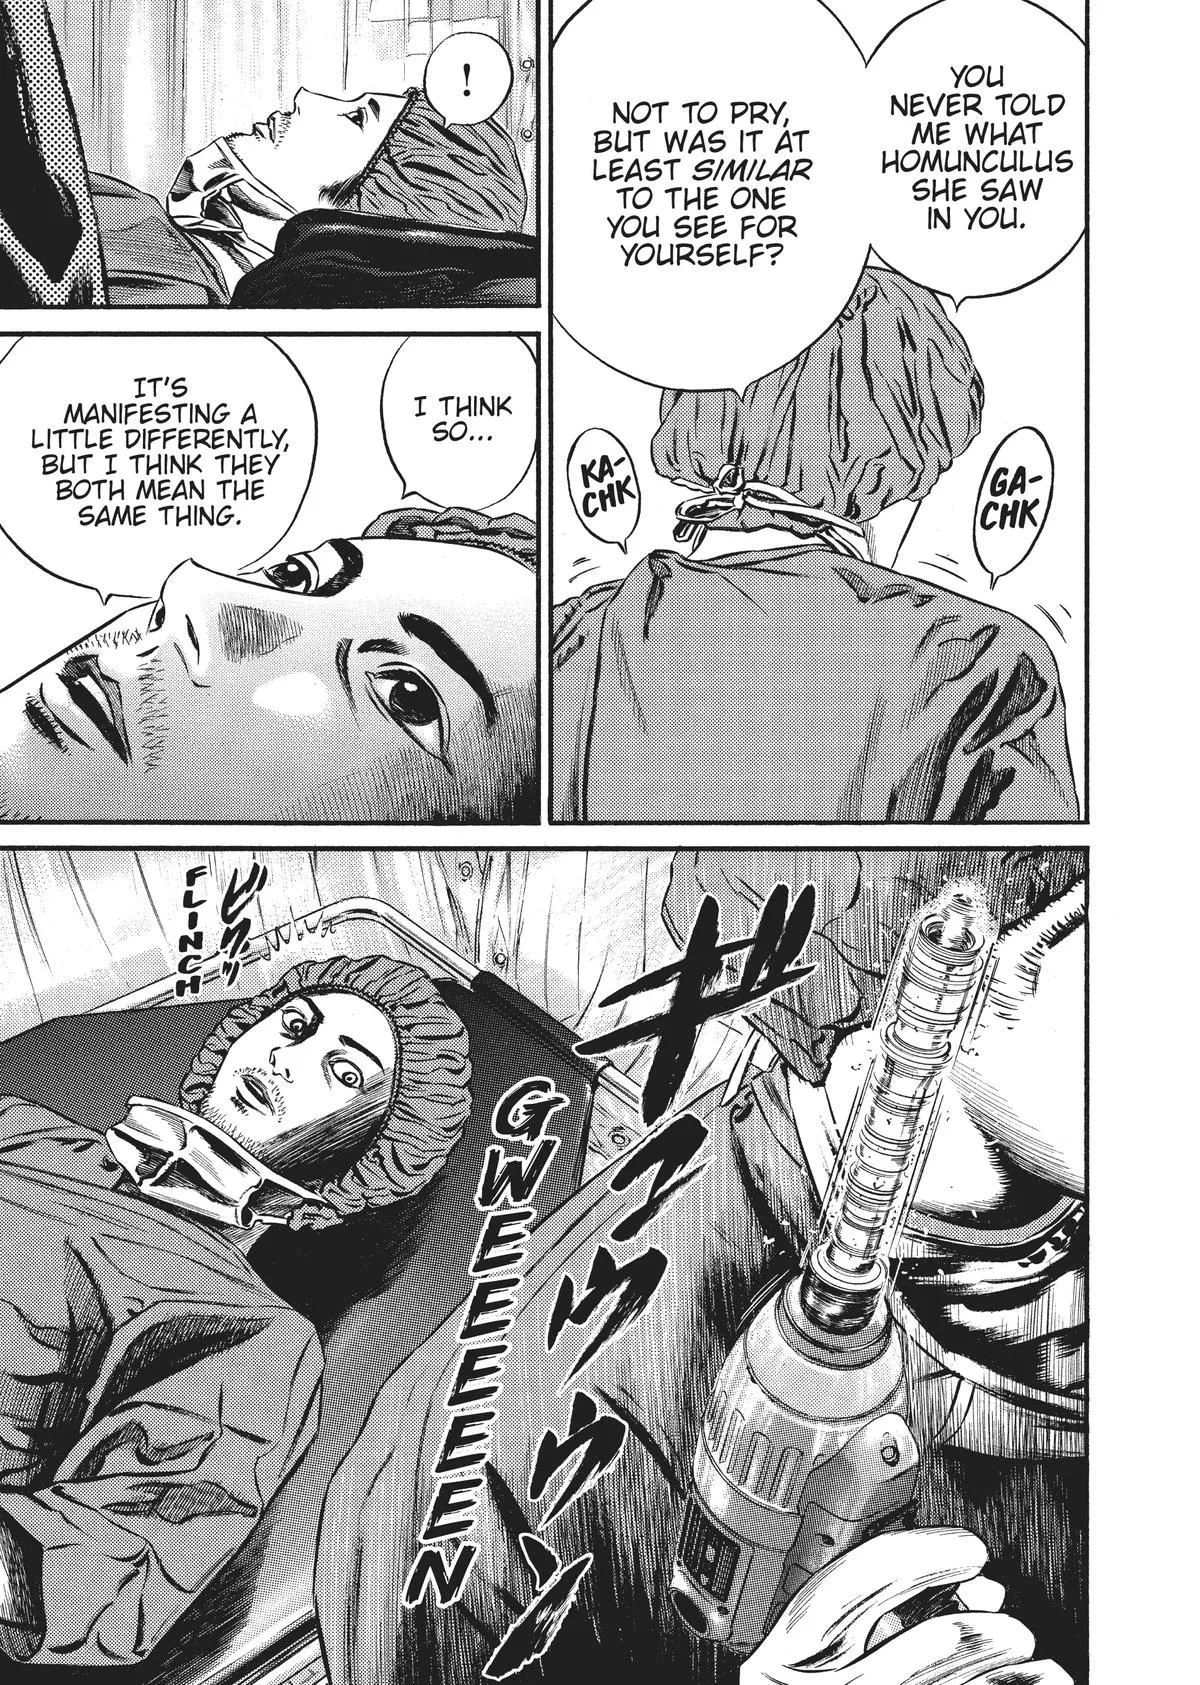 YOU
NEVER TOLD
ME WHAT
HOMUNCULUS
SHE SAW
IN YOU.
NOT TO PRY,
BUT WAS IT AT
LEAST SIMILAR
TO THE ONE
YOU SEE FOR
YOURSELF?
GA-
CHK
KA-
CHK
!
I THINK
SO...
IT'S
MANIFESTING A
LITTLE DIFFERENTLY,
BUT I THINK THEY
BOTH MEAN THE
SAME THING.
ギュウウウン
GWEEEEEEEN
ビクッ
FLINCH